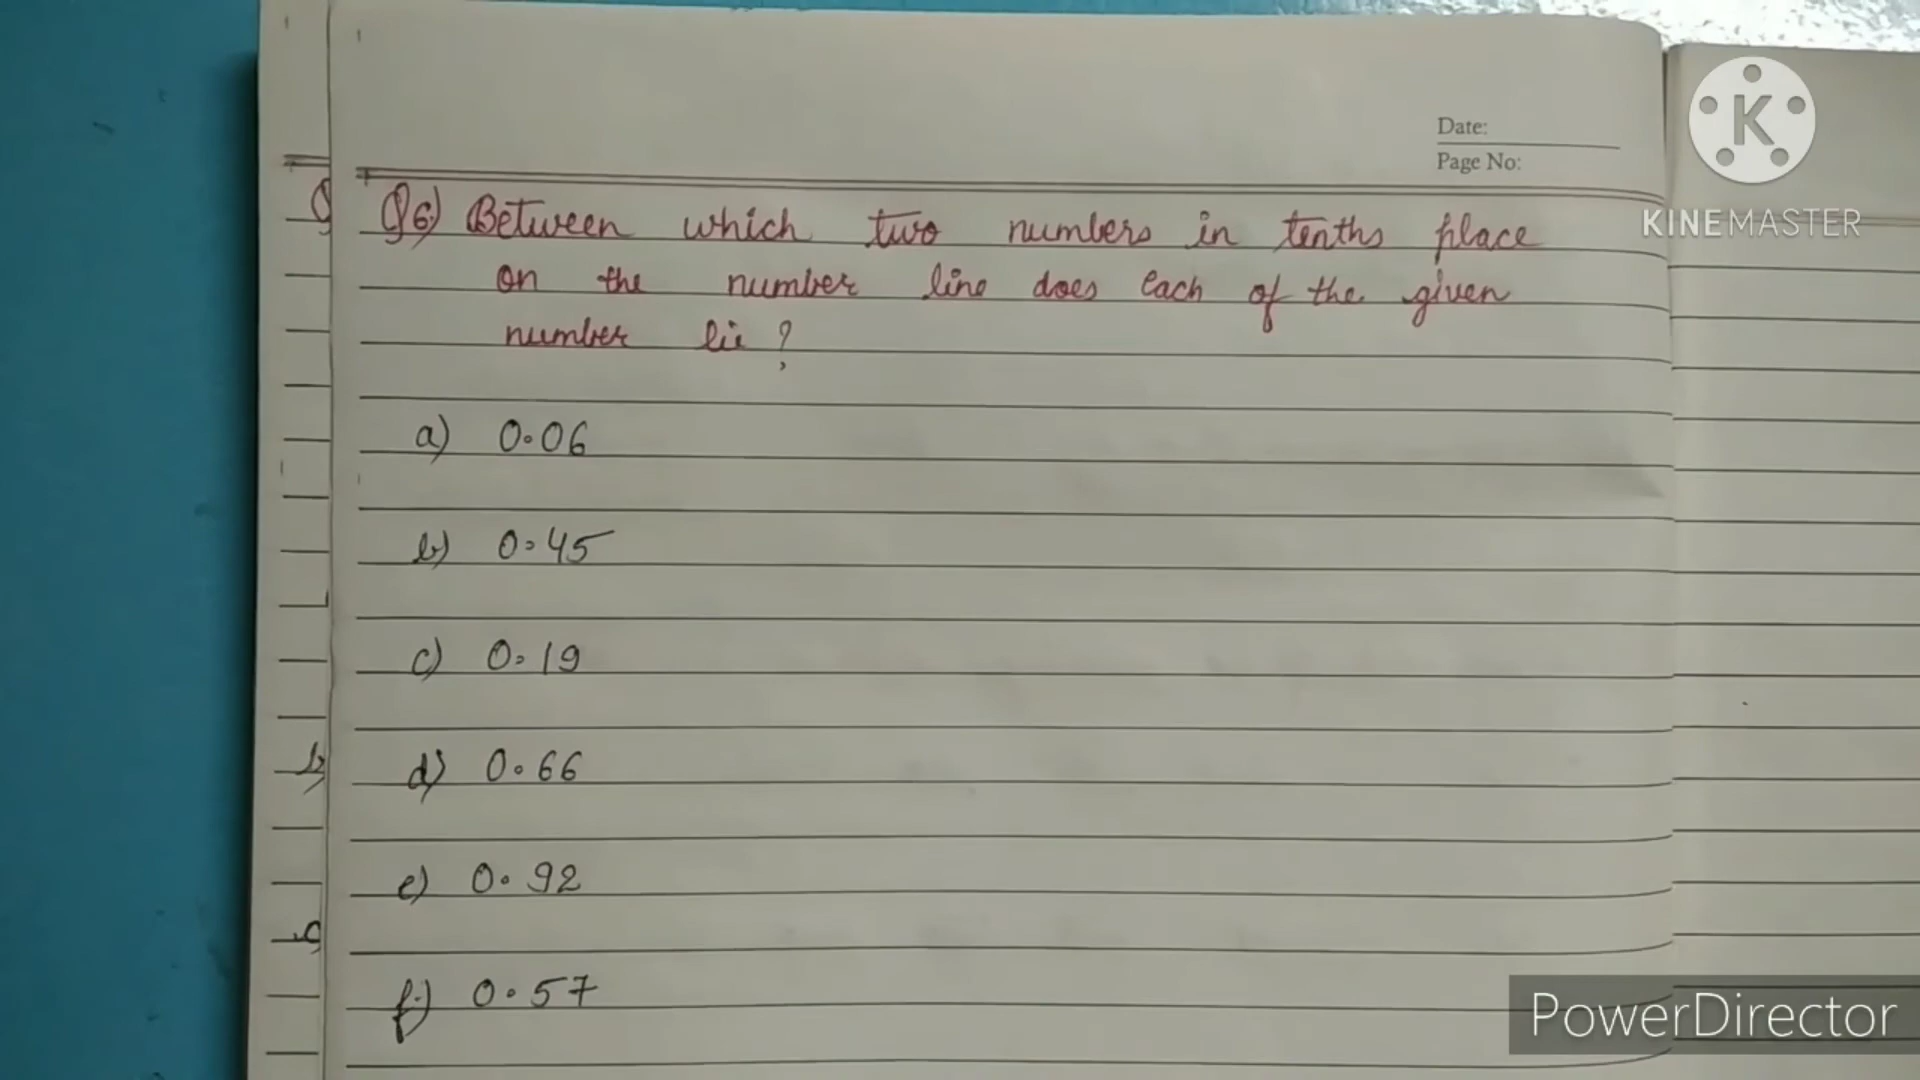 Date:
Page No:
K
KINEMASTER
Q6) Between which two numbers in tenths place
on the number line does each of the given
number lie ?
a) 0.06
b) 0.45
c) 0.19
d) 0.66
e) 0.92
f) 0.57
PowerDirector